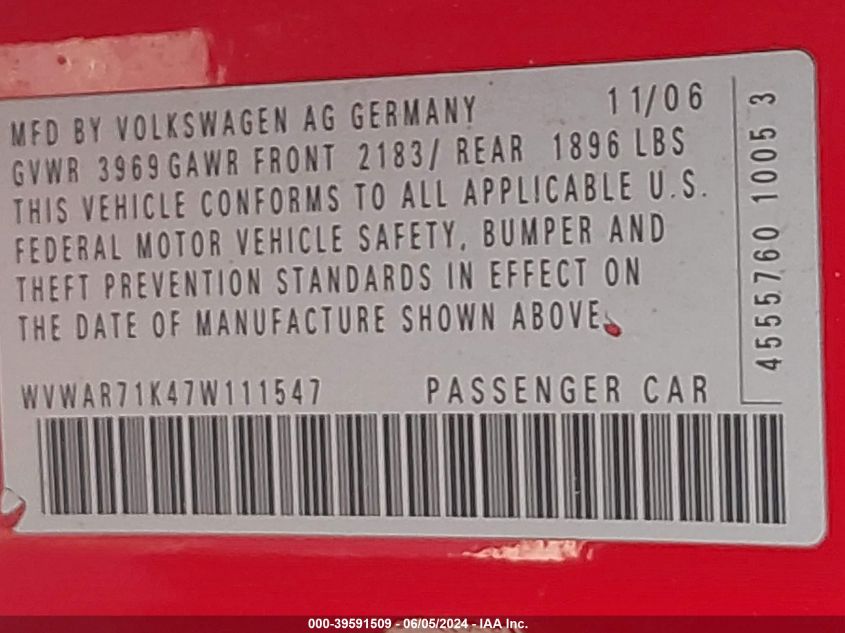 MFD BY VOLKSWAGEN AG GERMANY 11/06
GVWR 3969 GAWR FRONT 2183/ REAR 1896 LBS
THIS VEHICLE CONFORMS TO ALL APPLICABLE U.S.
FEDERAL MOTOR VEHICLE SAFETY, BUMPER AND
THEFT PREVENTION STANDARDS IN EFFECT ON
THE DATE OF MANUFACTURE SHOWN ABOVE.
WVWAR71K47W111547 PASSENGER CAR
4555760 1005 3
000-39591509 - 06/05/2024 - IAA Inc.